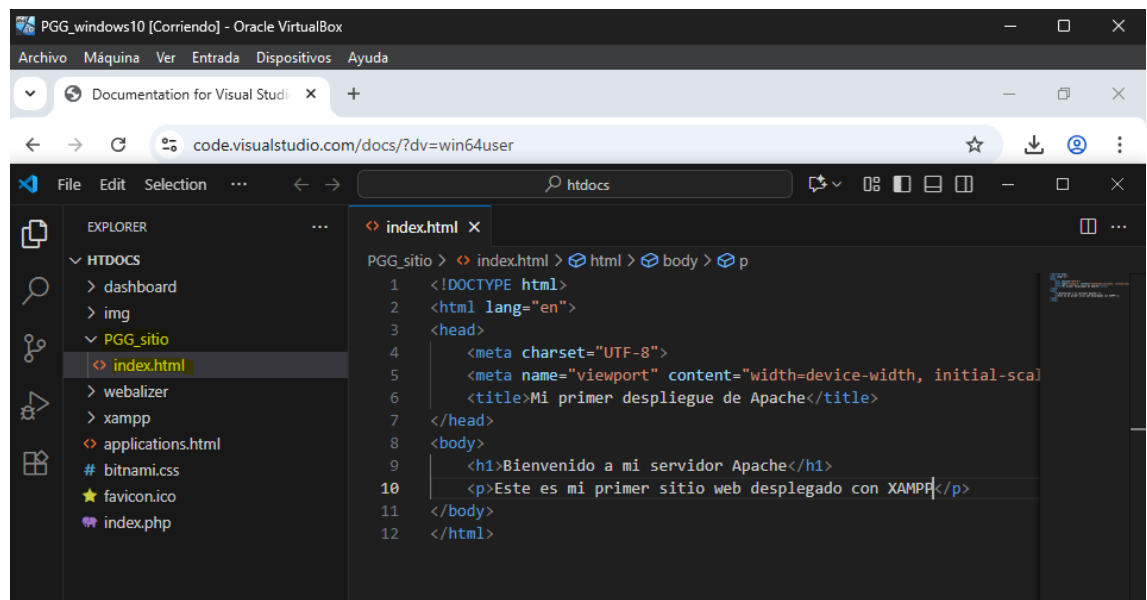 PGG_windows10 [Corriendo] - Oracle VirtualBox
Archivo Máquina Ver Entrada Dispositivos Ayuda
Documentation for Visual Studi
code.visualstudio.com/docs/?dv=win64user
File Edit Selection ··· htdocs
EXPLORER ···
index.html
HTDOCS
PGG_sitio > index.html > html > body > p
dashboard
img
PGG_sitio
index.html
webalizer
xampp
applications.html
# bitnami.css
favicon.ico
index.php
1 <!DOCTYPE html>
2 <html lang="en">
3 <head>
4 <meta charset="UTF-8">
5 <meta name="viewport" content="width=device-width, initial-scal
6 <title>Mi primer despliegue de Apache</title>
7 </head>
8 <body>
9 <h1>Bienvenido a mi servidor Apache</h1>
10 <p>Este es mi primer sitio web desplegado con XAMPP</p>
11 </body>
12 </html>